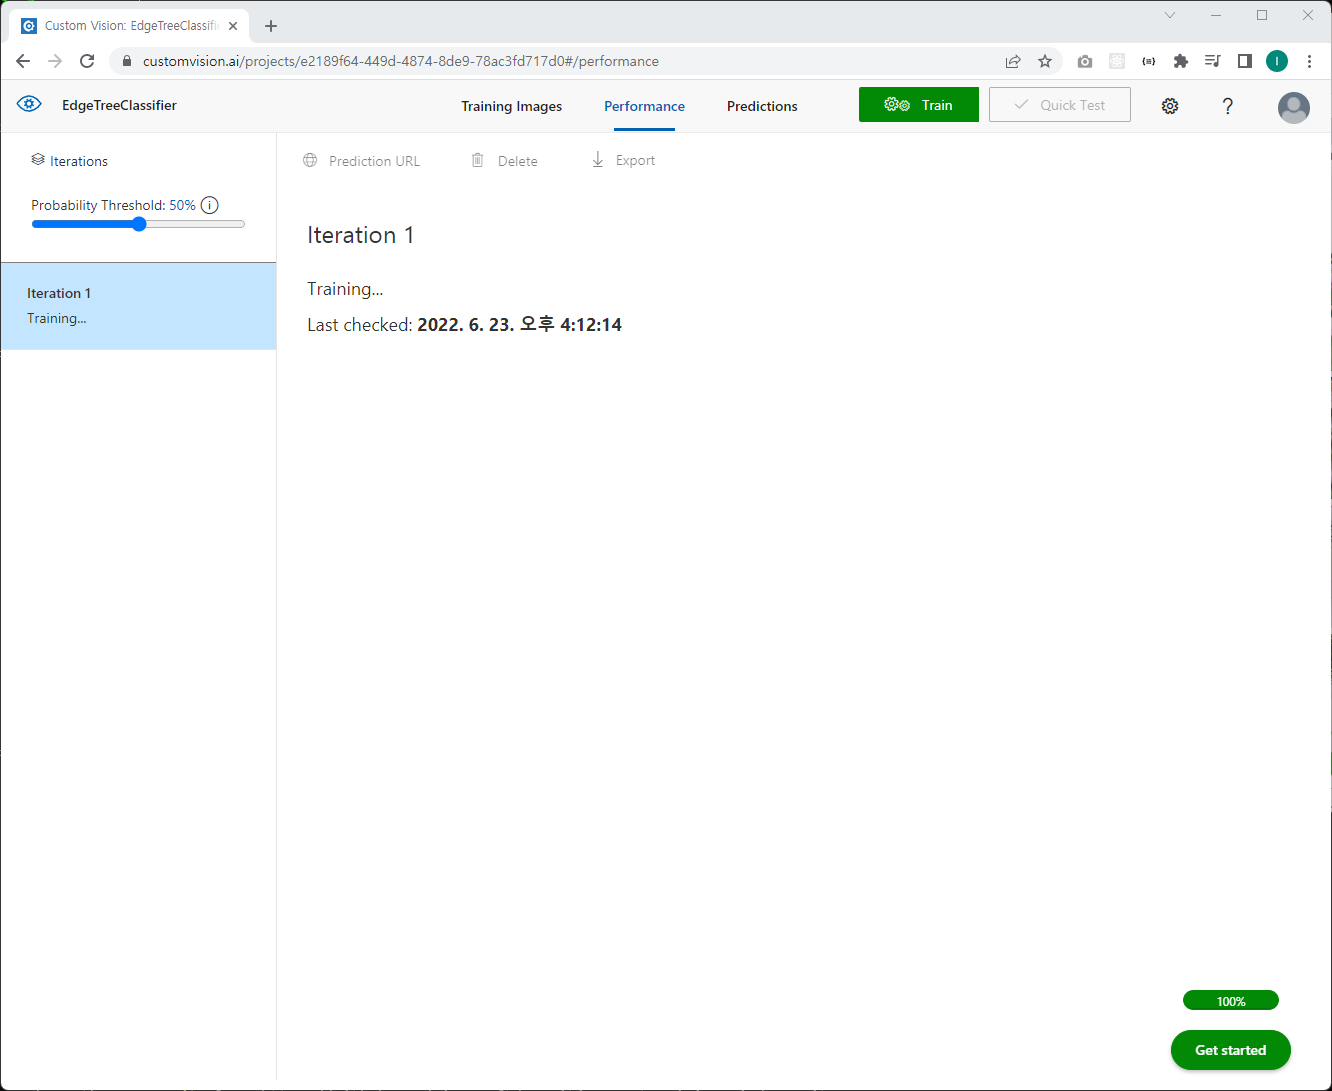 Custom Vision: EdgeTreeClassifi
customvision.ai/projects/e2189f64-449d-4874-8de9-78ac3fd717d0#/performance
I
EdgeTreeClassifier
Training Images
Performance
Predictions
Train
Quick Test
?
Iterations
Probability Threshold: 50%
Prediction URL
Delete
Export
Iteration 1
Training...
Iteration 1
Training...
Last checked: 2022. 6. 23. 오후 4:12:14
100%
Get started